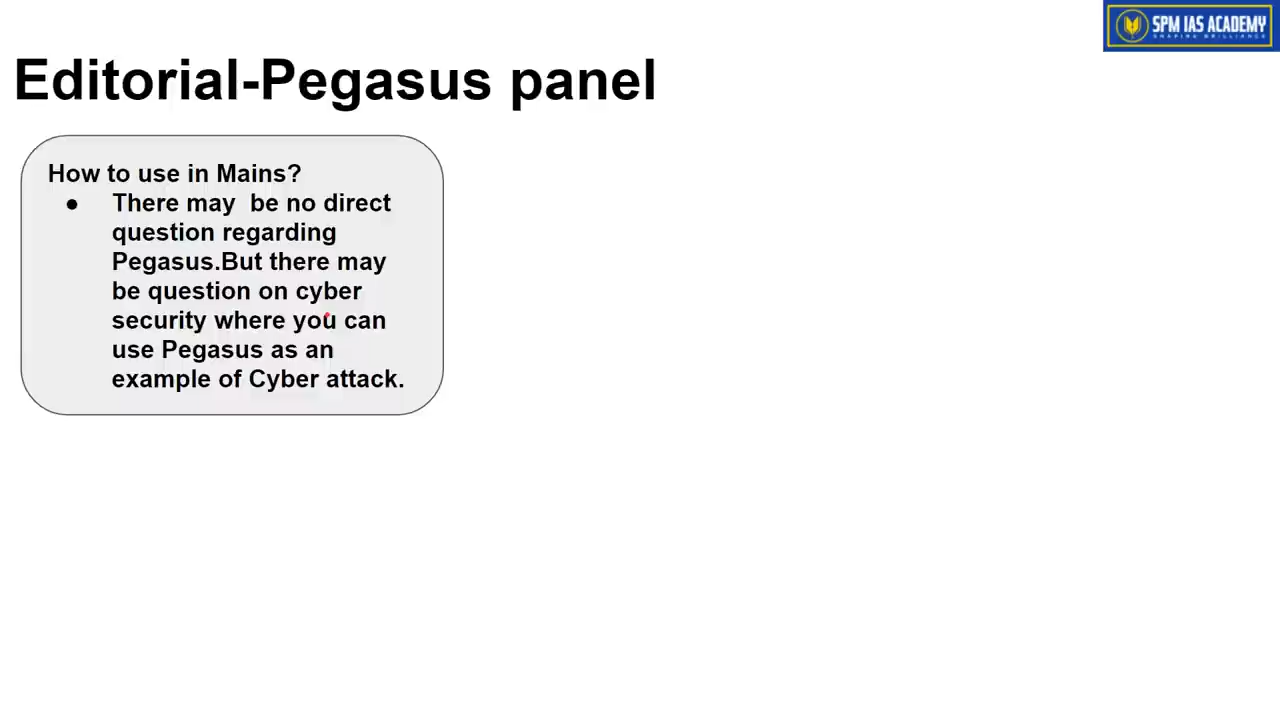 SPM IAS ACADEMY
SHAPING BRILLIANCE
Editorial-Pegasus panel
How to use in Mains?
● There may  be no direct
question regarding
Pegasus.But there may
be question on cyber
security where you can
use Pegasus as an
example of Cyber attack.